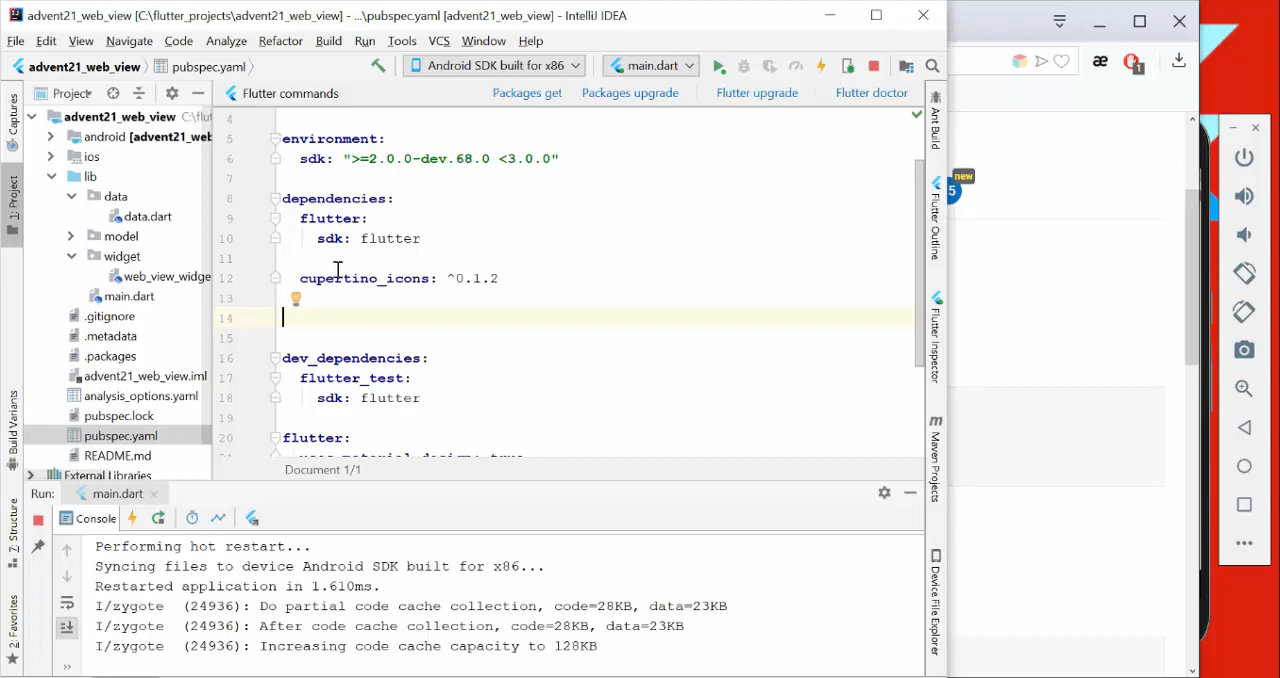 advent21_web_view [C:\flutter_projects\advent21_web_view] - ...\pubspec.yaml [advent21_web_view] - IntelliJ IDEA
File Edit View Navigate Code Analyze Refactor Build Run Tools VCS Window Help
advent21_web_view pubspec.yaml Android SDK built for x86 main.dart
Project Flutter commands Packages get Packages upgrade Flutter upgrade Flutter doctor
advent21_web_view C:\flu
android [advent21_web
ios
lib
data
data.dart
model
widget
web_view_widge
main.dart
.gitignore
.metadata
.packages
advent21_web_view.iml
analysis_options.yaml
pubspec.lock
pubspec.yaml
README.md
External Libraries
4
5 environment:
6 sdk: ">=2.0.0-dev.68.0 <3.0.0"
7
8 dependencies:
9 flutter:
10 sdk: flutter
11
12 cupertino_icons: ^0.1.2
13
14
15
16 dev_dependencies:
17 flutter_test:
18 sdk: flutter
19
20 flutter:
uses-material-design: true
Document 1/1
Captures
1: Project
Build Variants
7: Structure
2: Favorites
Ant Build
Flutter Outline
Flutter Inspector
Maven Projects
Device File Explorer
Run: main.dart
Console
Performing hot restart...
Syncing files to device Android SDK built for x86...
Restarted application in 1.610ms.
I/zygote (24936): Do partial code cache collection, code=28KB, data=23KB
I/zygote (24936): After code cache collection, code=28KB, data=23KB
I/zygote (24936): Increasing code cache capacity to 128KB
æ
1
new
5